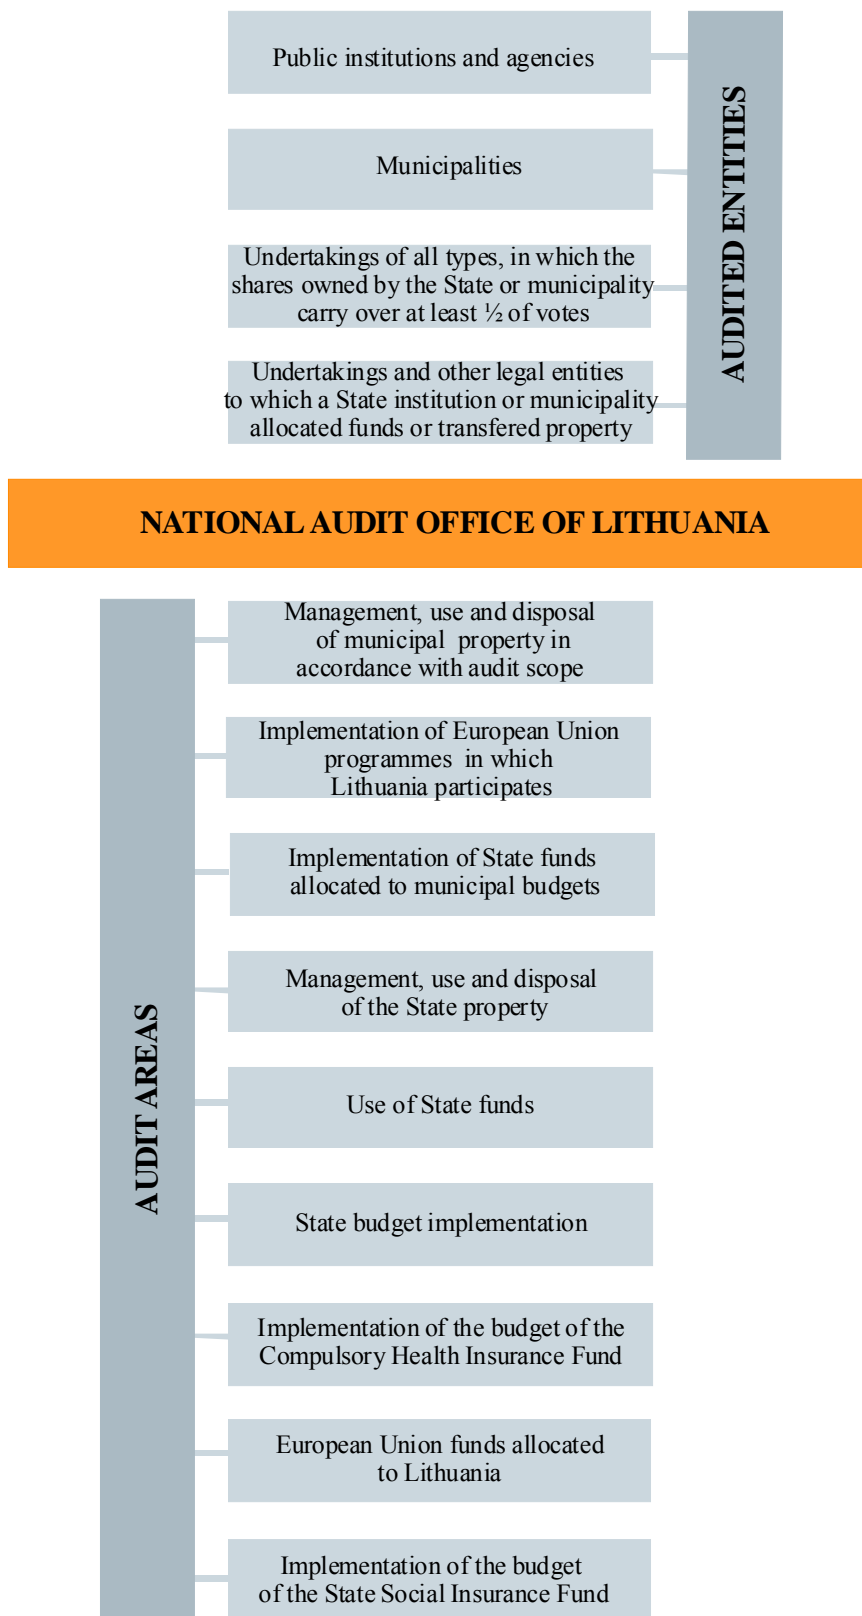 Public institutions and agencies
Municipalities
Undertakings of all types, in which the
shares owned by the State or municipality
carry over at least ½ of votes
Undertakings and other legal entities
to which a State institution or municipality
allocated funds or transfered property
AUDITED ENTITIES
NATIONAL AUDIT OFFICE OF LITHUANIA
AUDIT AREAS
Management, use and disposal
of municipal property in
accordance with audit scope
Implementation of European Union
programmes in which
Lithuania participates
Implementation of State funds
allocated to municipal budgets
Management, use and disposal
of the State property
Use of State funds
State budget implementation
Implementation of the budget of the
Compulsory Health Insurance Fund
European Union funds allocated
to Lithuania
Implementation of the budget
of the State Social Insurance Fund